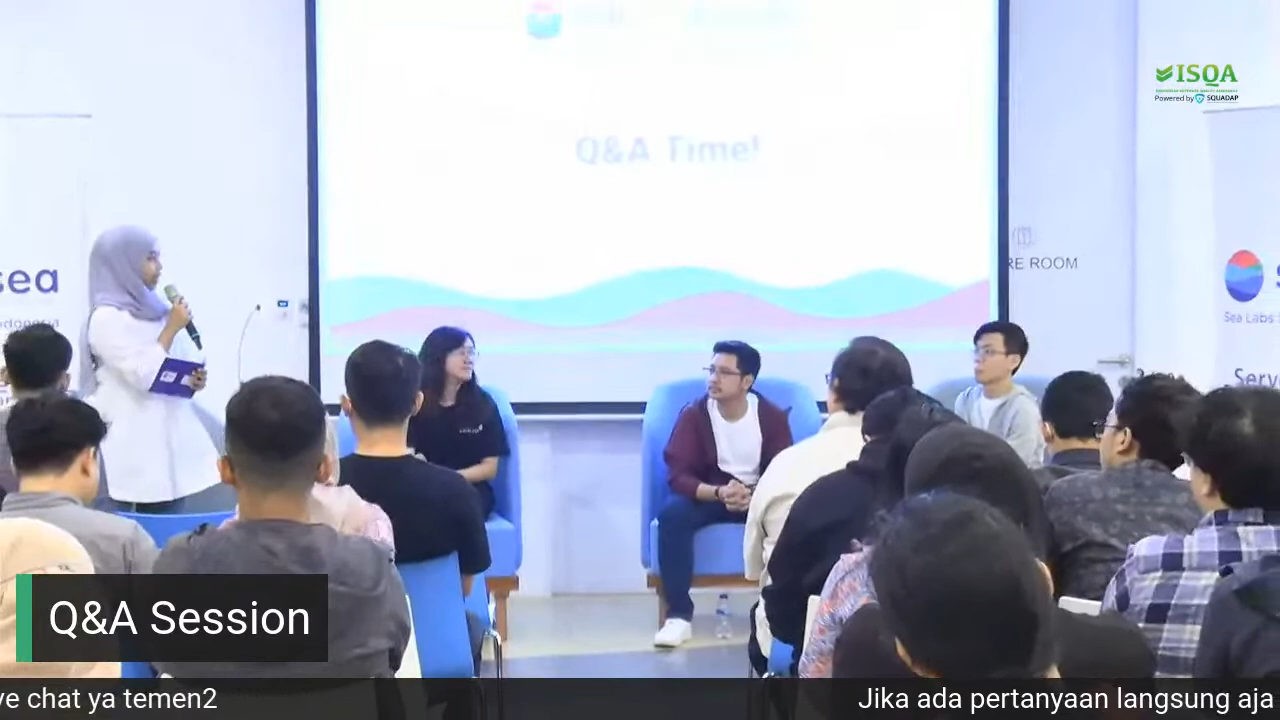 ISQA
Powered by SQUADAP
Q&A Time!
RE ROOM
sea
Sea Labs
Serv
Q&A Session
ve chat ya temen2
Jika ada pertanyaan langsung aja